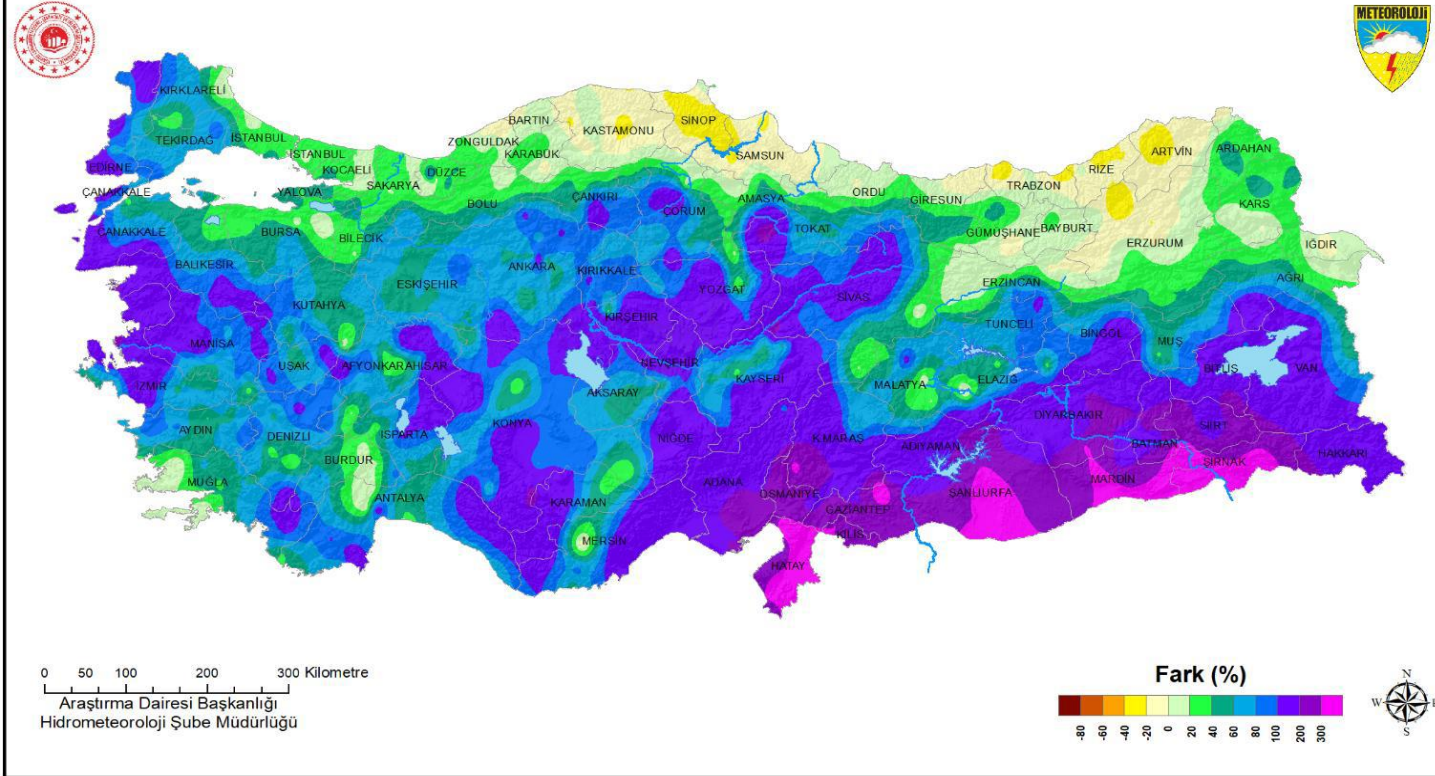 METEOROLOJİ
KIRKLARELİ
TEKİRDAĞ
İSTANBUL
EDİRNE
ÇANAKKALE
İSTANBUL
KOCAELİ
YALOVA
SAKARYA
DÜZCE
ZONGULDAK
BARTIN
KARABÜK
KASTAMONU
SİNOP
SAMSUN
ORDU
GİRESUN
TRABZON
RİZE
ARTVİN
ARDAHAN
KARS
IĞDIR
ÇANAKKALE
BALIKESİR
BURSA
BİLECİK
BOLU
ÇANKIRI
ÇORUM
AMASYA
TOKAT
GÜMÜŞHANE
BAYBURT
ERZURUM
AĞRI
KÜTAHYA
ESKİŞEHİR
ANKARA
KIRIKKALE
YOZGAT
SİVAS
ERZİNCAN
TUNCELİ
BİNGÖL
MUŞ
MANİSA
UŞAK
AFYONKARAHİSAR
KIRŞEHİR
NEVŞEHİR
KAYSERİ
MALATYA
ELAZIĞ
BİTLİS
VAN
İZMİR
AYDIN
DENİZLİ
ISPARTA
KONYA
AKSARAY
NİĞDE
K.MARAŞ
ADIYAMAN
DİYARBAKIR
BATMAN
SİİRT
ŞIRNAK
HAKKARİ
MUĞLA
BURDUR
ANTALYA
KARAMAN
MERSİN
ADANA
OSMANİYE
GAZİANTEP
KİLİS
HATAY
ŞANLIURFA
MARDİN
0 50 100 200 300 Kilometre
Araştırma Dairesi Başkanlığı
Hidrometeoroloji Şube Müdürlüğü
Fark (%)
-80 -60 -40 -20 0 20 40 60 80 100 200 300
N
W E
S